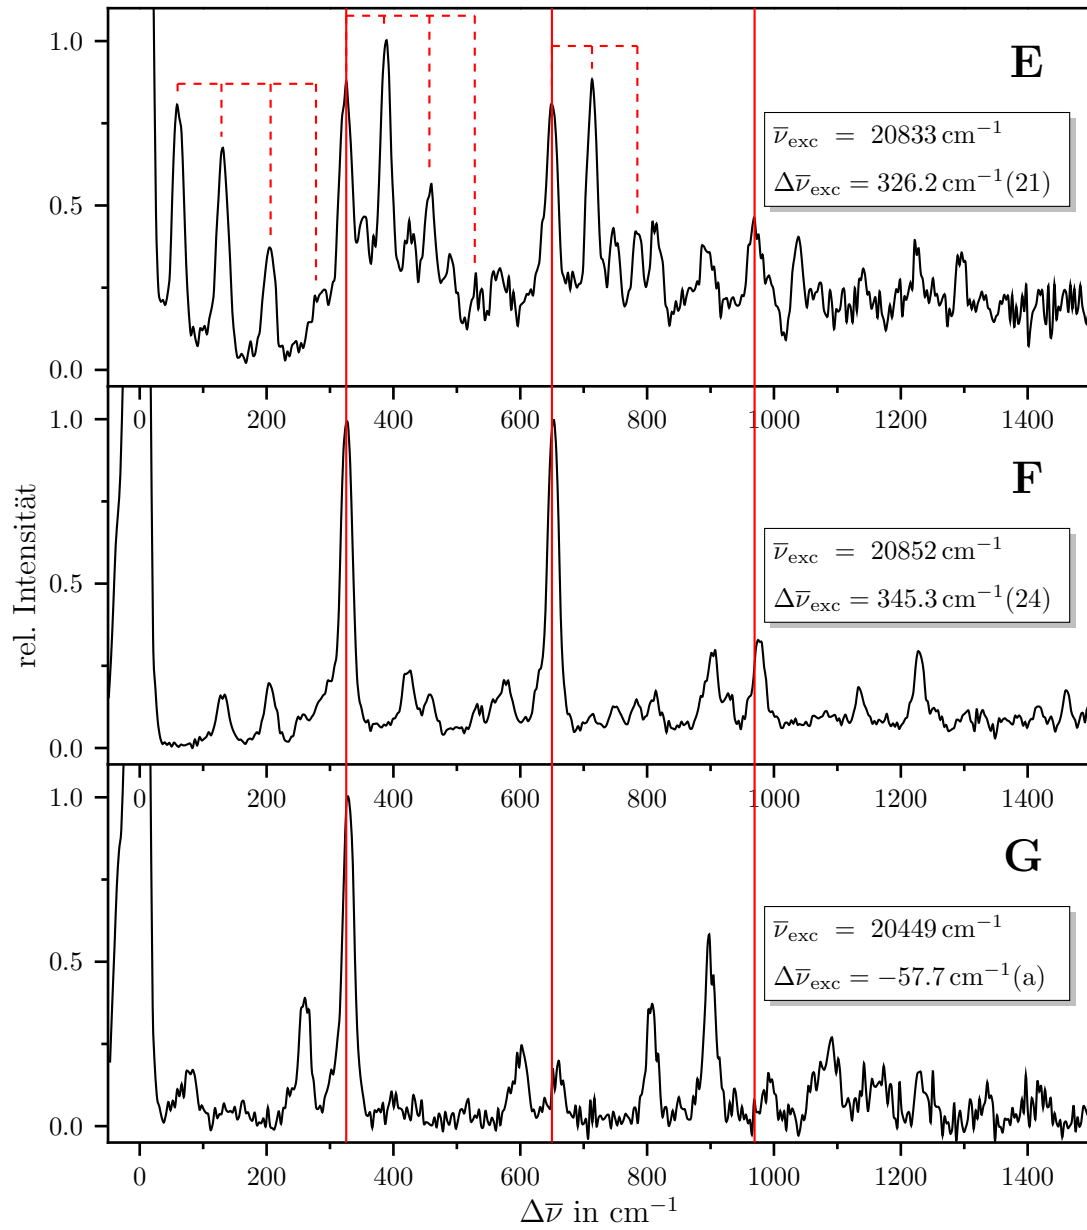 1.0
0.5
0.0
E
ν̅exc = 20833 cm⁻¹
Δν̅exc = 326.2 cm⁻¹(21)
0 200 400 600 800 1000 1200 1400
1.0
0.5
0.0
F
ν̅exc = 20852 cm⁻¹
Δν̅exc = 345.3 cm⁻¹(24)
rel. Intensität
0 200 400 600 800 1000 1200 1400
1.0
0.5
0.0
G
ν̅exc = 20449 cm⁻¹
Δν̅exc = −57.7 cm⁻¹(a)
0 200 400 600 800 1000 1200 1400
Δν̅ in cm⁻¹